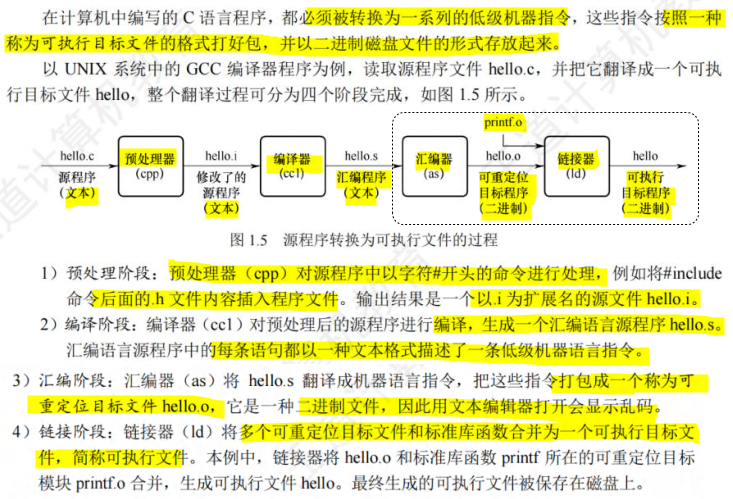 在计算机中编写的 C 语言程序，都必须被转换为一系列的低级机器指令，这些指令按照一种
称为可执行目标文件的格式打好包，并以二进制磁盘文件的形式存放起来。
以 UNIX 系统中的 GCC 编译器程序为例，读取源程序文件 hello.c，并把它翻译成一个可执
行目标文件 hello，整个翻译过程可分为四个阶段完成，如图 1.5 所示。
printf.o
hello.c 预处理器 hello.i 编译器 hello.s 汇编器 hello.o 链接器 hello
源程序 (cpp) 修改了的 (cc1) 汇编程序 (as) 可重定位 (ld) 可执行
(文本) 源程序 (文本) 目标程序 目标程序
(文本) (二进制) (二进制)
图 1.5 源程序转换为可执行文件的过程
1）预处理阶段：预处理器（cpp）对源程序中以字符#开头的命令进行处理，例如将#include
命令后面的.h 文件内容插入程序文件。输出结果是一个以.i 为扩展名的源文件 hello.i。
2）编译阶段：编译器（cc1）对预处理后的源程序进行编译，生成一个汇编语言源程序 hello.s。
汇编语言源程序中的每条语句都以一种文本格式描述了一条低级机器语言指令。
3）汇编阶段：汇编器（as）将 hello.s 翻译成机器语言指令，把这些指令打包成一个称为可
重定位目标文件 hello.o，它是一种二进制文件，因此用文本编辑器打开会显示乱码。
4）链接阶段：链接器（ld）将多个可重定位目标文件和标准库函数合并为一个可执行目标文
件，简称可执行文件。本例中，链接器将 hello.o 和标准库函数 printf 所在的可重定位目标
模块 printf.o 合并，生成可执行文件 hello。最终生成的可执行文件被保存在磁盘上。